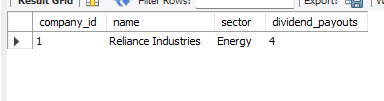 Result Grid Filter Rows: Export:
company_id name sector dividend_payouts
1 Reliance Industries Energy 4